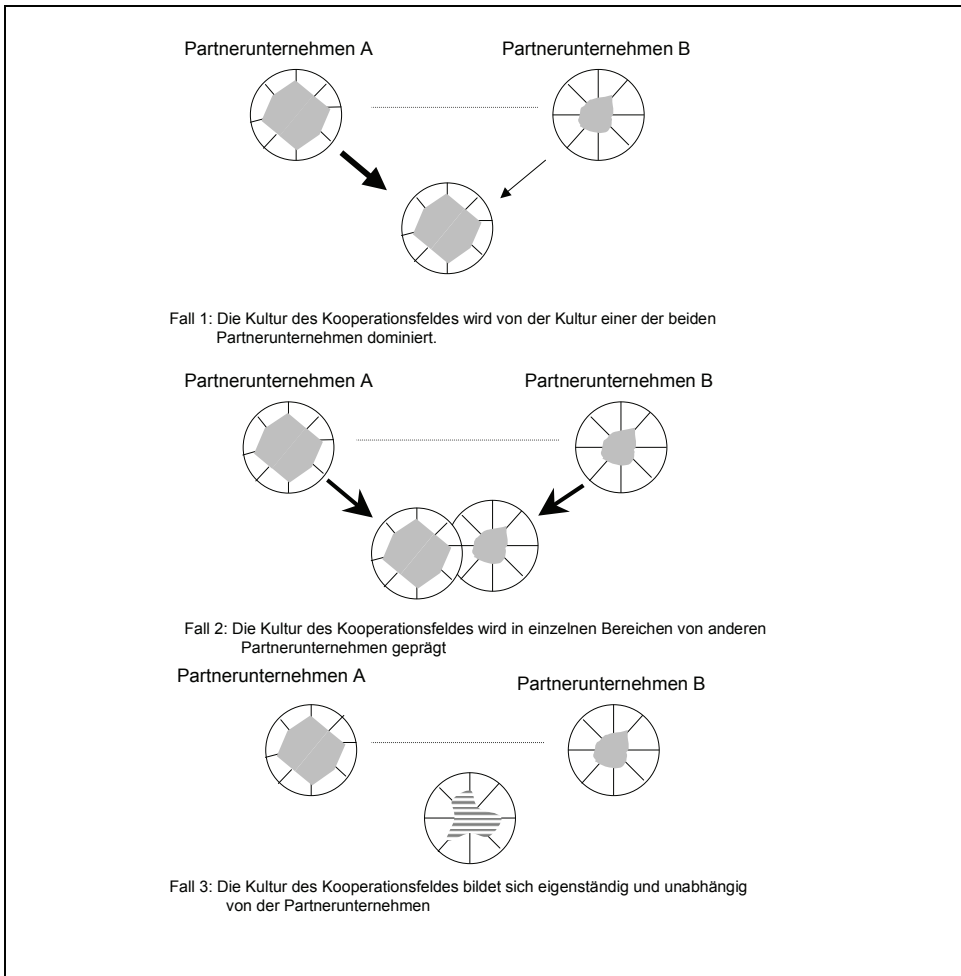 Partnerunternehmen A
Partnerunternehmen B
Fall 1: Die Kultur des Kooperationsfeldes wird von der Kultur einer der beiden
Partnerunternehmen dominiert.
Partnerunternehmen A
Partnerunternehmen B
Fall 2: Die Kultur des Kooperationsfeldes wird in einzelnen Bereichen von anderen
Partnerunternehmen geprägt
Partnerunternehmen A
Partnerunternehmen B
Fall 3: Die Kultur des Kooperationsfeldes bildet sich eigenständig und unabhängig
von der Partnerunternehmen